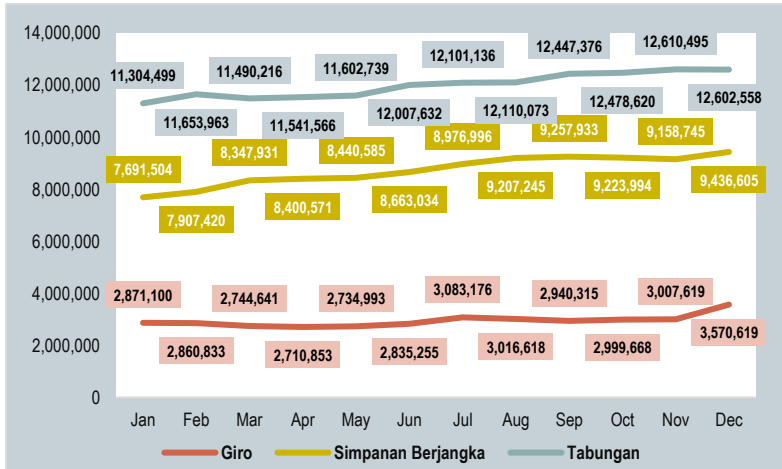 14,000,000
12,000,000
10,000,000
8,000,000
6,000,000
4,000,000
2,000,000
0
11,304,499 11,490,216 11,602,739 12,101,136 12,447,376 12,610,495
11,653,963 11,541,566 12,007,632 12,110,073 12,478,620 12,602,558
7,691,504 8,347,931 8,440,585 8,976,996 9,257,933 9,158,745
7,907,420 8,400,571 8,663,034 9,207,245 9,223,994 9,436,605
2,871,100 2,744,641 2,734,993 3,083,176 2,940,315 3,007,619
2,860,833 2,710,853 2,835,255 3,016,618 2,999,668 3,570,619
Jan Feb Mar Apr May Jun Jul Aug Sep Oct Nov Dec
Giro Simpanan Berjangka Tabungan